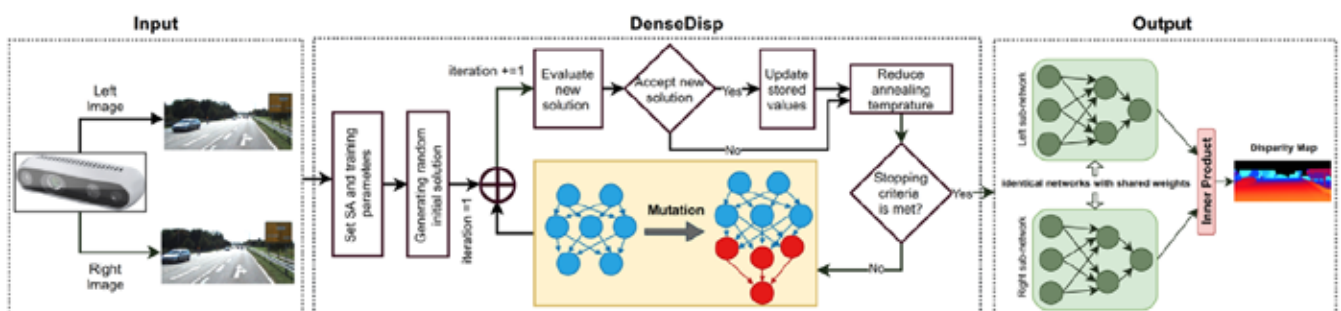 Input
DenseDisp
Output
Left
Image
Right
Image
Set SA and training
parameters
Generating random
initial solution
iteration =1
iteration +=1
Evaluate
new
solution
Accept new
solution
Yes
No
Update
stored
values
Reduce
annealing
temprature
Stopping
criteria
is met?
Yes
No
Mutation
Left sub-network
identical networks with shared weights
Right sub-network
Inner Product
Disparity Map